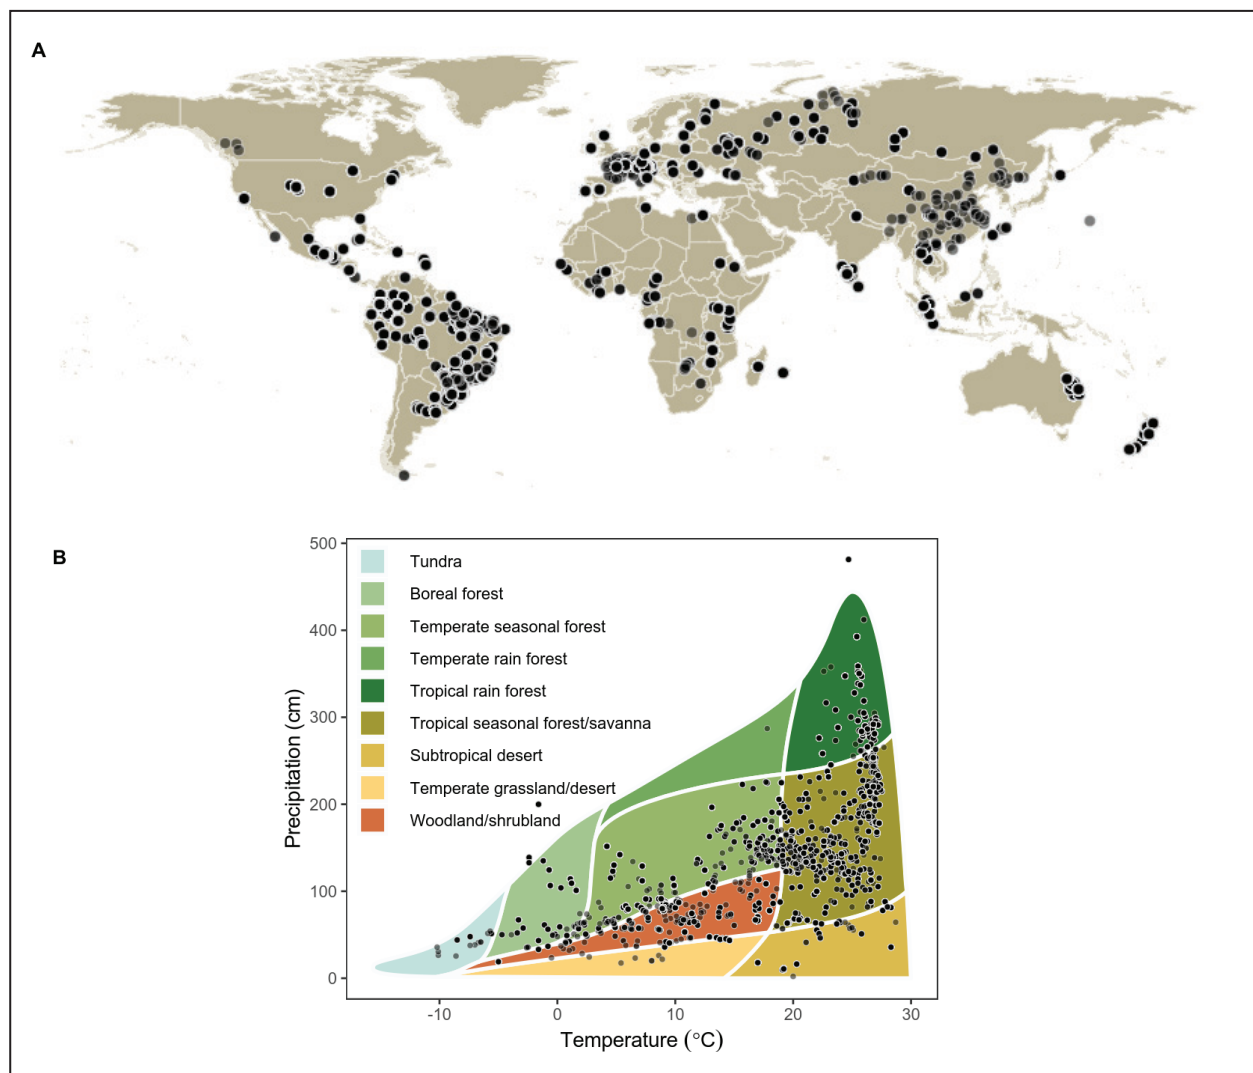 A
B
500
400
300
200
100
0
Precipitation (cm)
Tundra
Boreal forest
Temperate seasonal forest
Temperate rain forest
Tropical rain forest
Tropical seasonal forest/savanna
Subtropical desert
Temperate grassland/desert
Woodland/shrubland
-10 0 10 20 30
Temperature (°C)